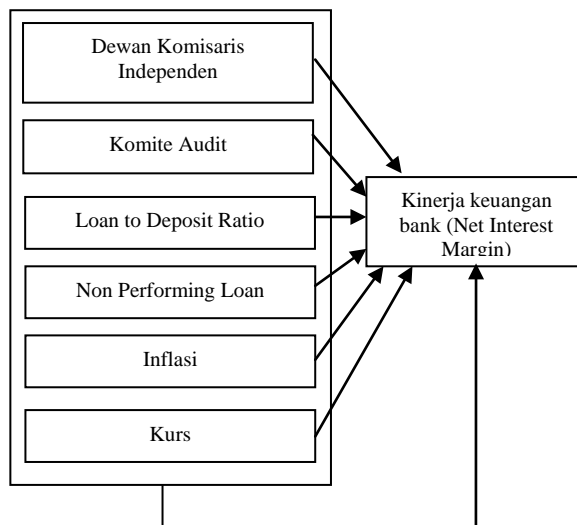 Dewan Komisaris
Independen
Komite Audit
Loan to Deposit Ratio
Non Performing Loan
Inflasi
Kurs
Kinerja keuangan
bank (Net Interest
Margin)